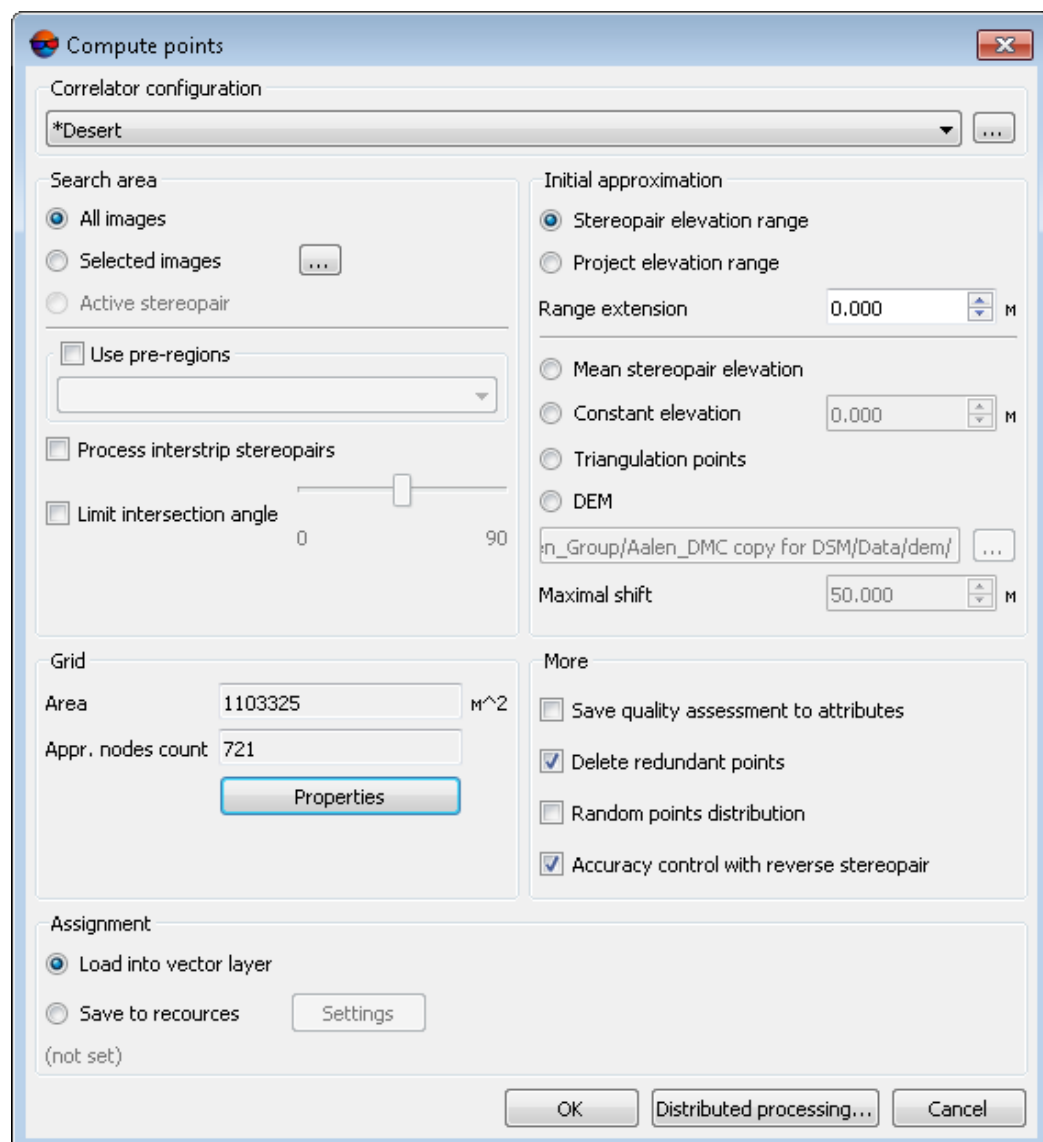 Compute points
Correlator configuration
*Desert
...
Search area
All images
Selected images
...
Active stereopair
Use pre-regions
Process interstrip stereopairs
Limit intersection angle
0 90
Initial approximation
Stereopair elevation range
Project elevation range
Range extension 0.000 м
Mean stereopair elevation
Constant elevation 0.000 м
Triangulation points
DEM
en_Group/Aalen_DMC copy for DSM/Data/dem/ ...
Maximal shift 50.000 м
Grid
Area 1103325 м^2
Appr. nodes count 721
Properties
More
Save quality assessment to attributes
Delete redundant points
Random points distribution
Accuracy control with reverse stereopair
Assignment
Load into vector layer
Save to recources Settings
(not set)
OK Distributed processing... Cancel